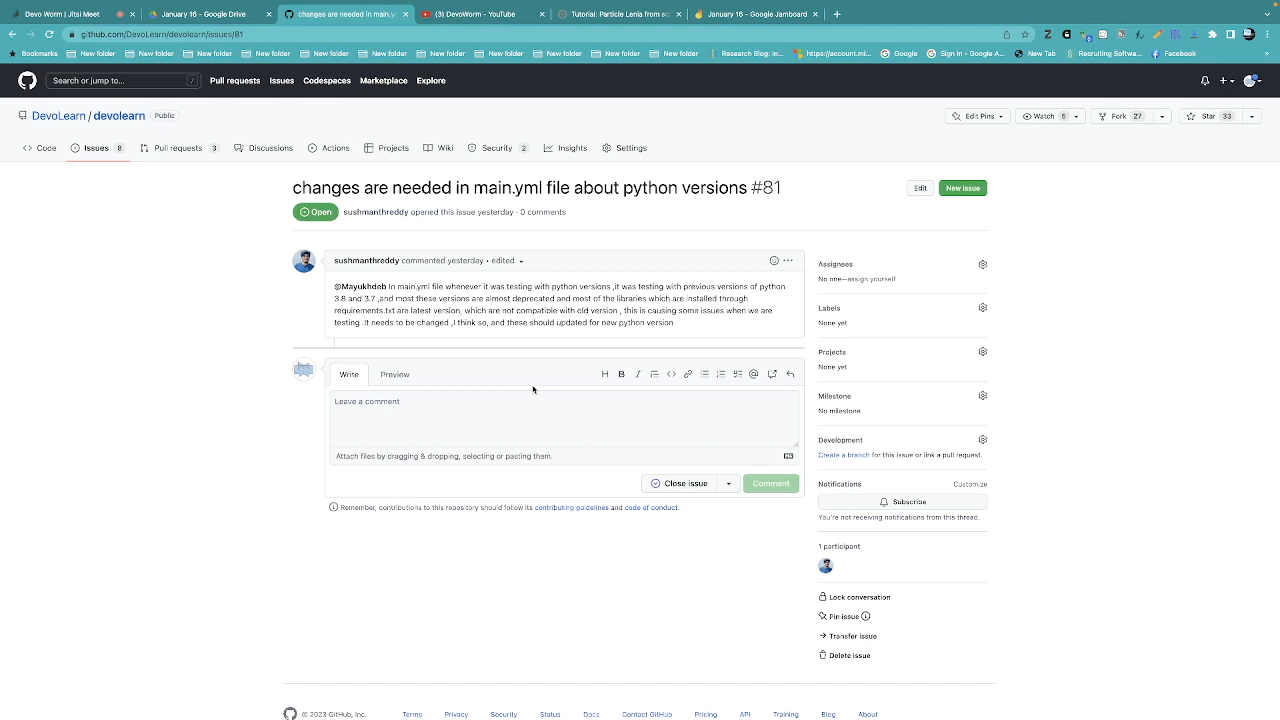 Devo Worm | Jitsi Meet
January 16 - Google Drive
changes are needed in main.ym
(3) DevoWorm - YouTube
Tutorial: Particle Lenia from sc
January 16 - Google Jamboard
github.com/DevoLearn/devolearn/issues/81
Bookmarks New folder New folder New folder New folder New folder New folder New folder New folder New folder New folder New folder Research Blog: In... https://account.mi... Google Sign in - Google A... New Tab Recruiting Softwa... Facebook »
Search or jump to... /
Pull requests Issues Codespaces Marketplace Explore
DevoLearn / devolearn Public
Edit Pins Watch 5 Fork 27 Star 33
Code Issues 8 Pull requests 3 Discussions Actions Projects Wiki Security 2 Insights Settings
changes are needed in main.yml file about python versions #81
Edit New issue
Open sushmanthreddy opened this issue yesterday · 0 comments
sushmanthreddy commented yesterday • edited
@Mayukhdeb In main.yml file wherever it was testing with python versions ,it was testing with previous versions of python
3.8 and 3.7 ,and most these versions are almost deprecated and most of the libraries which are installed through
requirements.txt are latest version, which are not compatible with old version , this is causing some issues when we are
testing .It needs to be changed ,I think so, and these should updated for new python version
Write Preview
Leave a comment
Attach files by dragging & dropping, selecting or pasting them.
Close issue Comment
Remember, contributions to this repository should follow its contributing guidelines and code of conduct.
Assignees
No one—assign yourself
Labels
None yet
Projects
None yet
Milestone
No milestone
Development
Create a branch for this issue or link a pull request.
Notifications Customize
Subscribe
You're not receiving notifications from this thread.
1 participant
Lock conversation
Pin issue
Transfer issue
Delete issue
© 2023 GitHub, Inc. Terms Privacy Security Status Docs Contact GitHub Pricing API Training Blog About